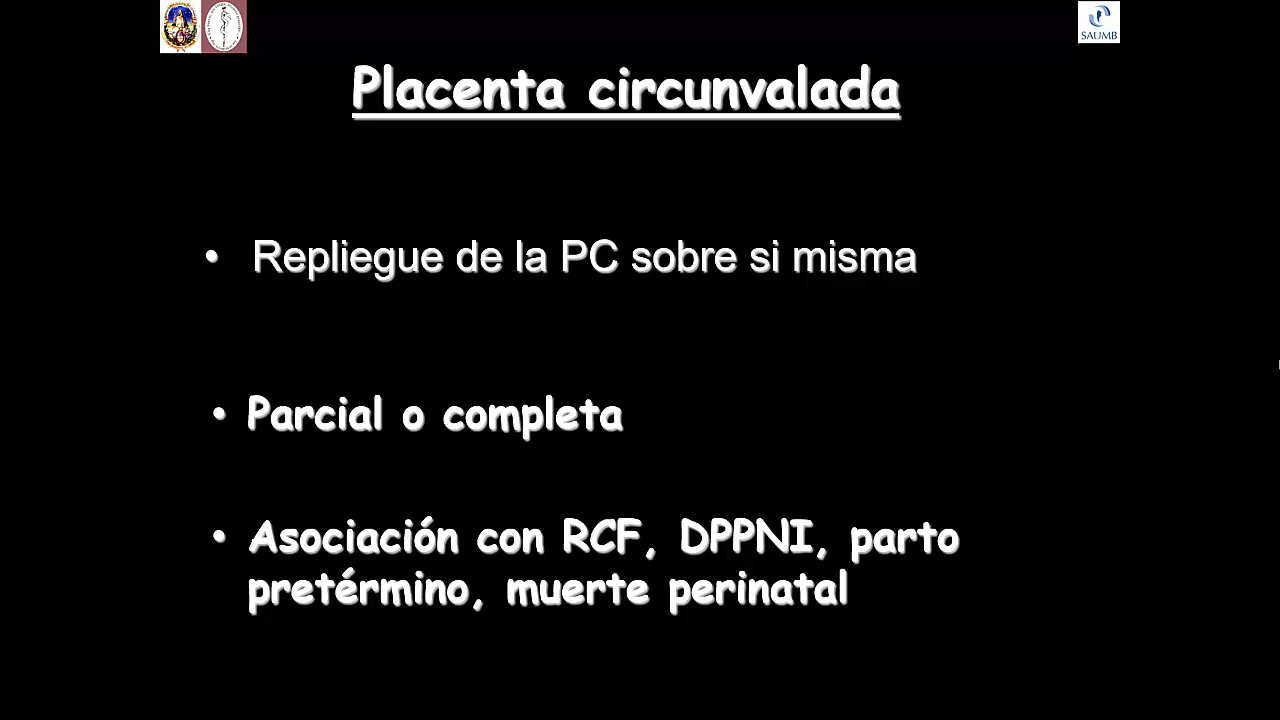 SAUMB
Placenta circunvalada
• Repliegue de la PC sobre si misma
• Parcial o completa
• Asociación con RCF, DPPNI, parto
pretérmino, muerte perinatal